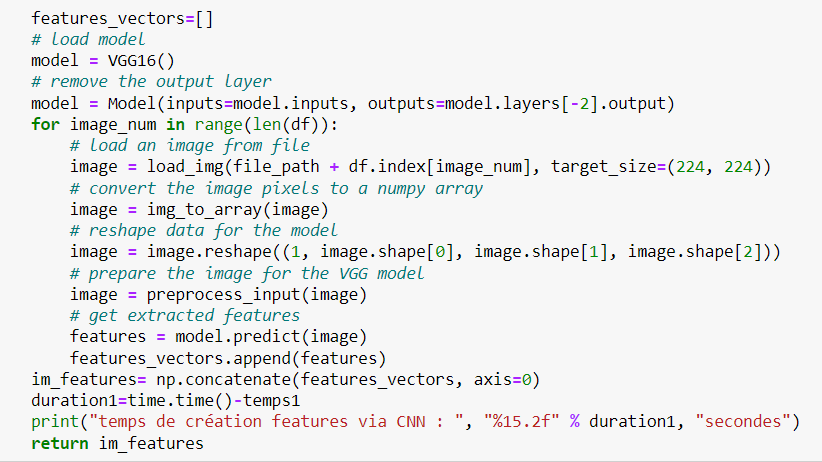 features_vectors=[]
# load model
model = VGG16()
# remove the output layer
model = Model(inputs=model.inputs, outputs=model.layers[-2].output)
for image_num in range(len(df)):
    # load an image from file
    image = load_img(file_path + df.index[image_num], target_size=(224, 224))
    # convert the image pixels to a numpy array
    image = img_to_array(image)
    # reshape data for the model
    image = image.reshape((1, image.shape[0], image.shape[1], image.shape[2]))
    # prepare the image for the VGG model
    image = preprocess_input(image)
    # get extracted features
    features = model.predict(image)
    features_vectors.append(features)
im_features= np.concatenate(features_vectors, axis=0)
duration1=time.time()-temps1
print("temps de création features via CNN : ", "%15.2f" % duration1, "secondes")
return im_features